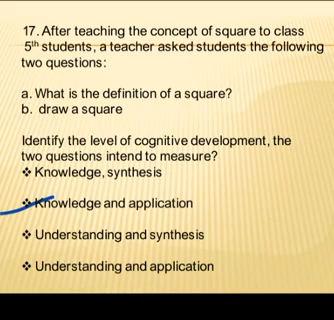 17. After teaching the concept of square to class
5th students, a teacher asked students the following
two questions:
a. What is the definition of a square?
b. draw a square
Identify the level of cognitive development, the
two questions intend to measure?
❖ Knowledge, synthesis
❖ Knowledge and application
❖ Understanding and synthesis
❖ Understanding and application